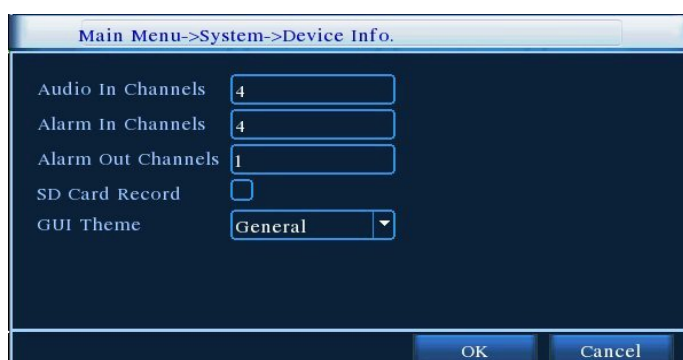 Main Menu->System->Device Info.
Audio In Channels 4
Alarm In Channels 4
Alarm Out Channels 1
SD Card Record
GUI Theme General
OK Cancel